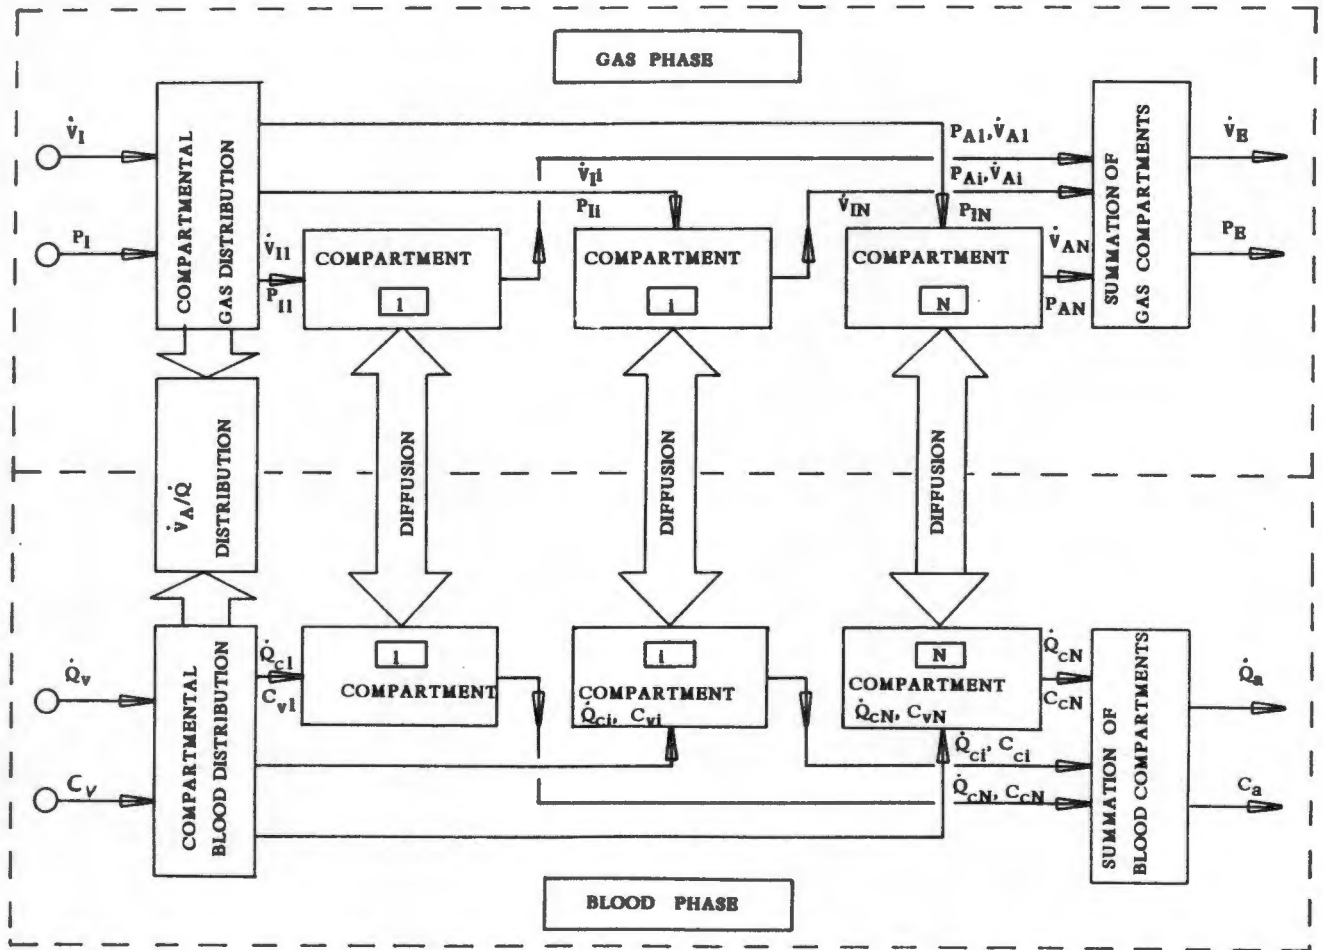 GAS PHASE
V̇I
PI
COMPARTMENTAL
GAS DISTRIBUTION
V̇I1
PI1
COMPARTMENT
1
V̇Ii
PIi
COMPARTMENT
i
V̇IN
PIN
COMPARTMENT
N
PA1, V̇A1
PAi, V̇Ai
V̇AN
PAN
SUMMATION OF
GAS COMPARTMENTS
V̇E
PE
V̇A/Q̇
DISTRIBUTION
DIFFUSION
DIFFUSION
DIFFUSION
Q̇v
Cv
COMPARTMENTAL
BLOOD DISTRIBUTION
Q̇c1
Cv1
1
COMPARTMENT
i
COMPARTMENT
Q̇ci, Cvi
N
COMPARTMENT
Q̇cN, CvN
Q̇cN
CcN
Q̇ci, Cci
Q̇cN, CcN
SUMMATION OF
BLOOD COMPARTMENTS
Q̇a
Ca
BLOOD PHASE